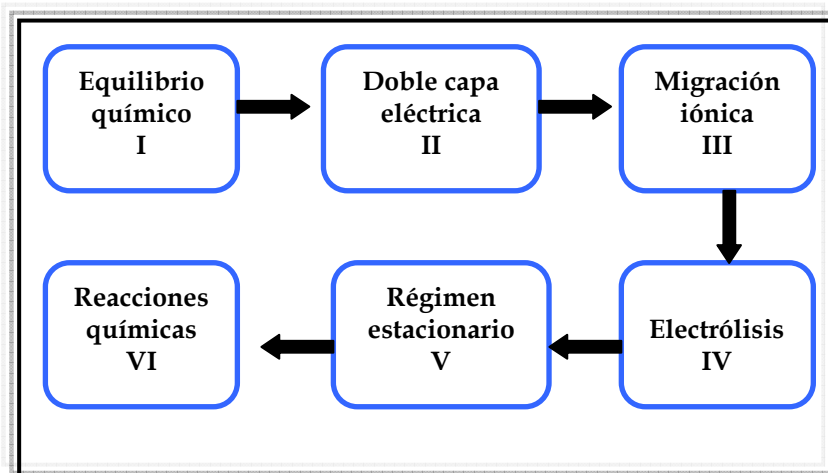 Equilibrio
químico
I
Doble capa
eléctrica
II
Migración
iónica
III
Electrólisis
IV
Régimen
estacionario
V
Reacciones
químicas
VI